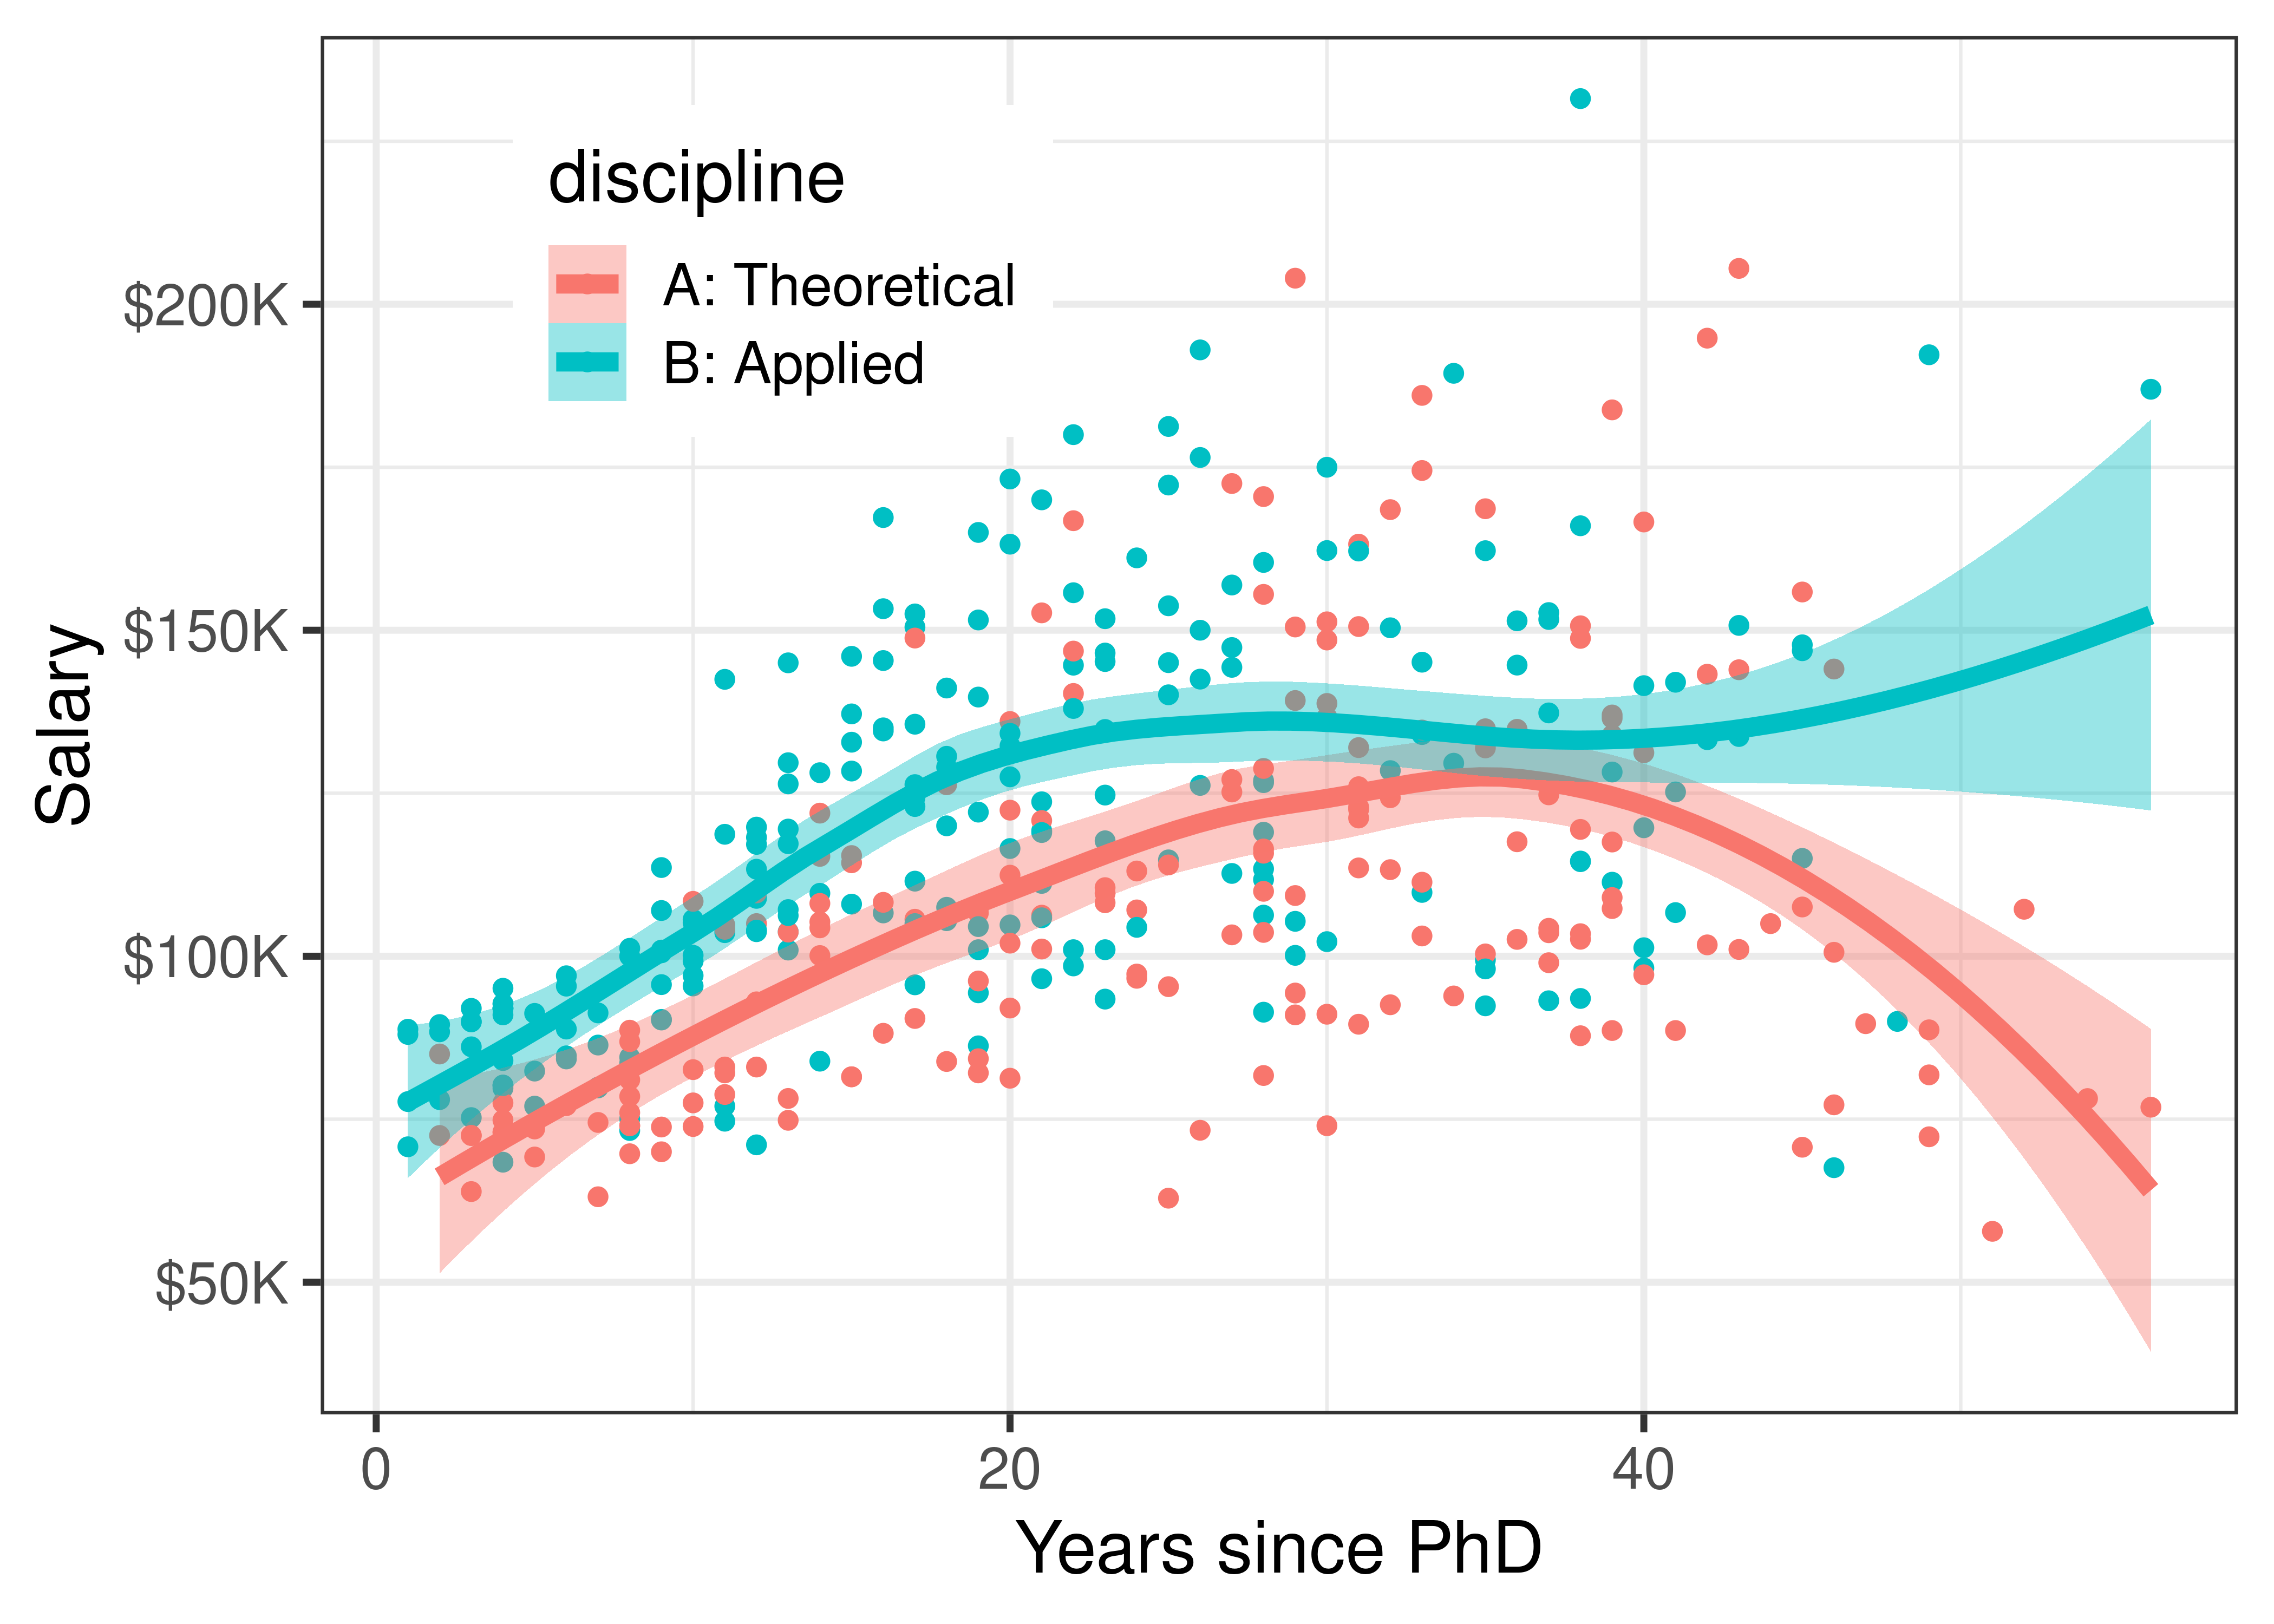 discipline
A: Theoretical
B: Applied
$200K
$150K
$100K
$50K
Salary
0 20 40
Years since PhD